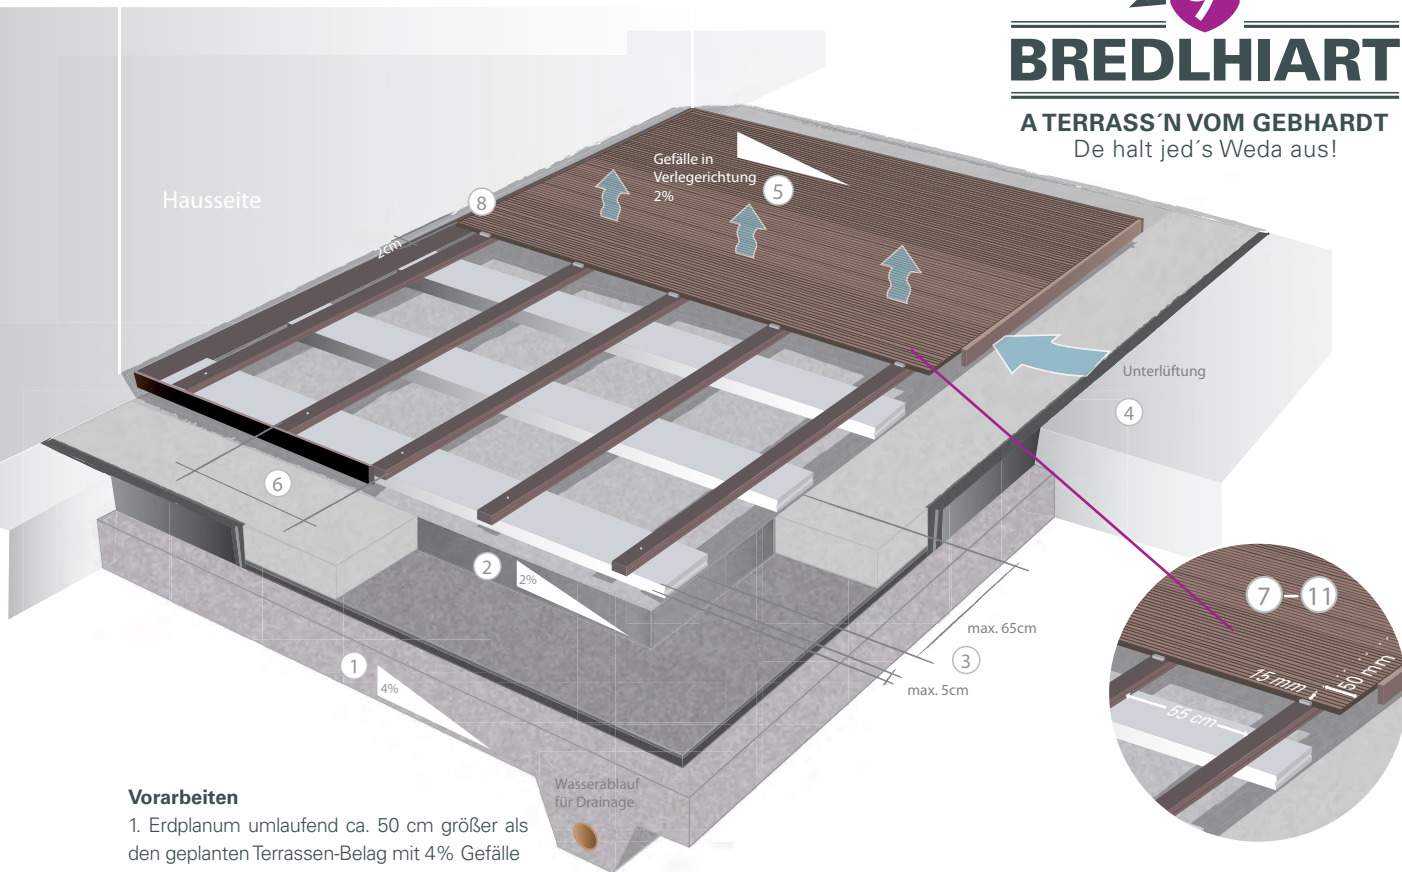 BREDLHIART
A TERRASS´N VOM GEBHARDT
De halt jed´s Weda aus!
Hausseite
Gefälle in
Verlegerichtung
2%
5
8
2cm
Unterlüftung
4
6
2
2%
7 – 11
max. 65cm
3
max. 5cm
1
4%
15 mm
50 mm
55 cm
Wasserablauf
für Drainage
Vorarbeiten
1. Erdplanum umlaufend ca. 50 cm größer als
den geplanten Terrassen-Belag mit 4% Gefälle